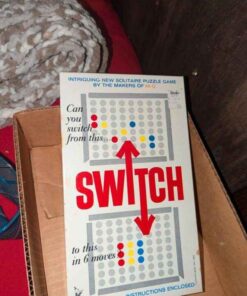 INTRIGUING NEW SOLITAIRE PUZZLE GAME
BY THE MAKERS OF HI-Q
Can
you
switch
from this...
SWITCH
to this
in 6 moves
INSTRUCTIONS ENCLOSED